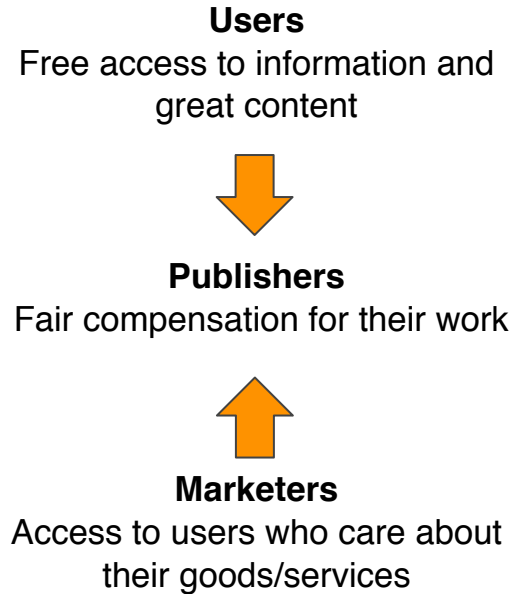 Users
Free access to information and
great content
Publishers
Fair compensation for their work
Marketers
Access to users who care about
their goods/services